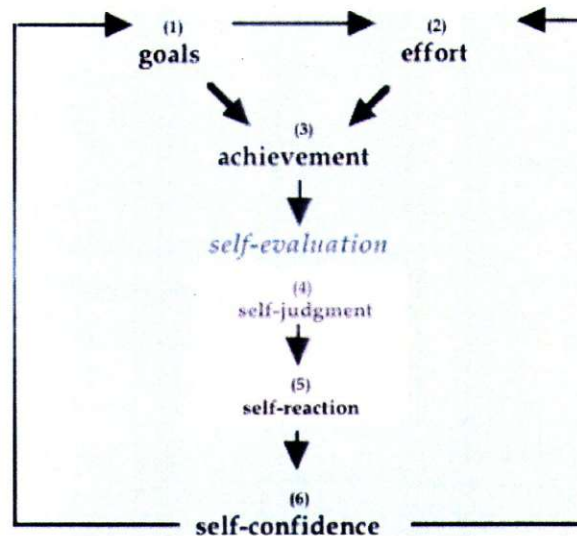 (1) (2)
goals effort
(3)
achievement
self-evaluation
(4)
self-judgment
(5)
self-reaction
(6)
self-confidence